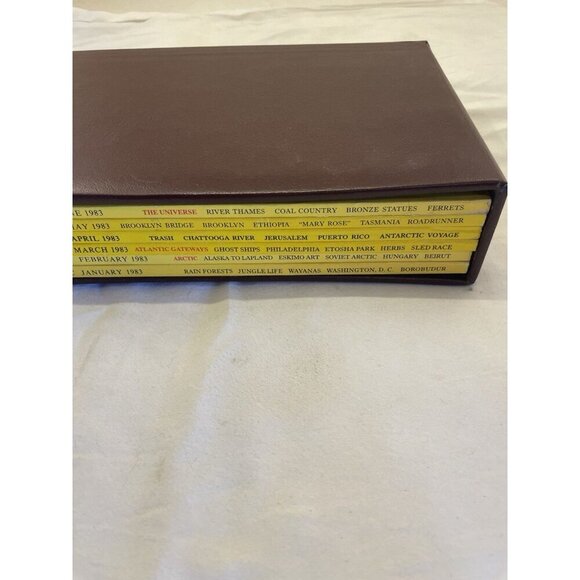 NE 1983 THE UNIVERSE RIVER THAMES COAL COUNTRY BRONZE STATUES FERRETS
MAY 1983 BROOKLYN BRIDGE BROOKLYN ETHIOPIA "MARY ROSE" TASMANIA ROADRUNNER
APRIL 1983 TRASH CHATTOOGA RIVER JERUSALEM PUERTO RICO ANTARCTIC VOYAGE
MARCH 1983 ATLANTIC GATEWAYS GHOST SHIPS PHILADELPHIA ETOSHA PARK HERBS SLED RACE
FEBRUARY 1983 ARCTIC ALASKA TO LAPLAND ESKIMO ART SOVIET ARCTIC HUNGARY BEIRUT
JANUARY 1983 RAIN FORESTS JUNGLE LIFE WAYANAS WASHINGTON, D.C. BOROBUDUR